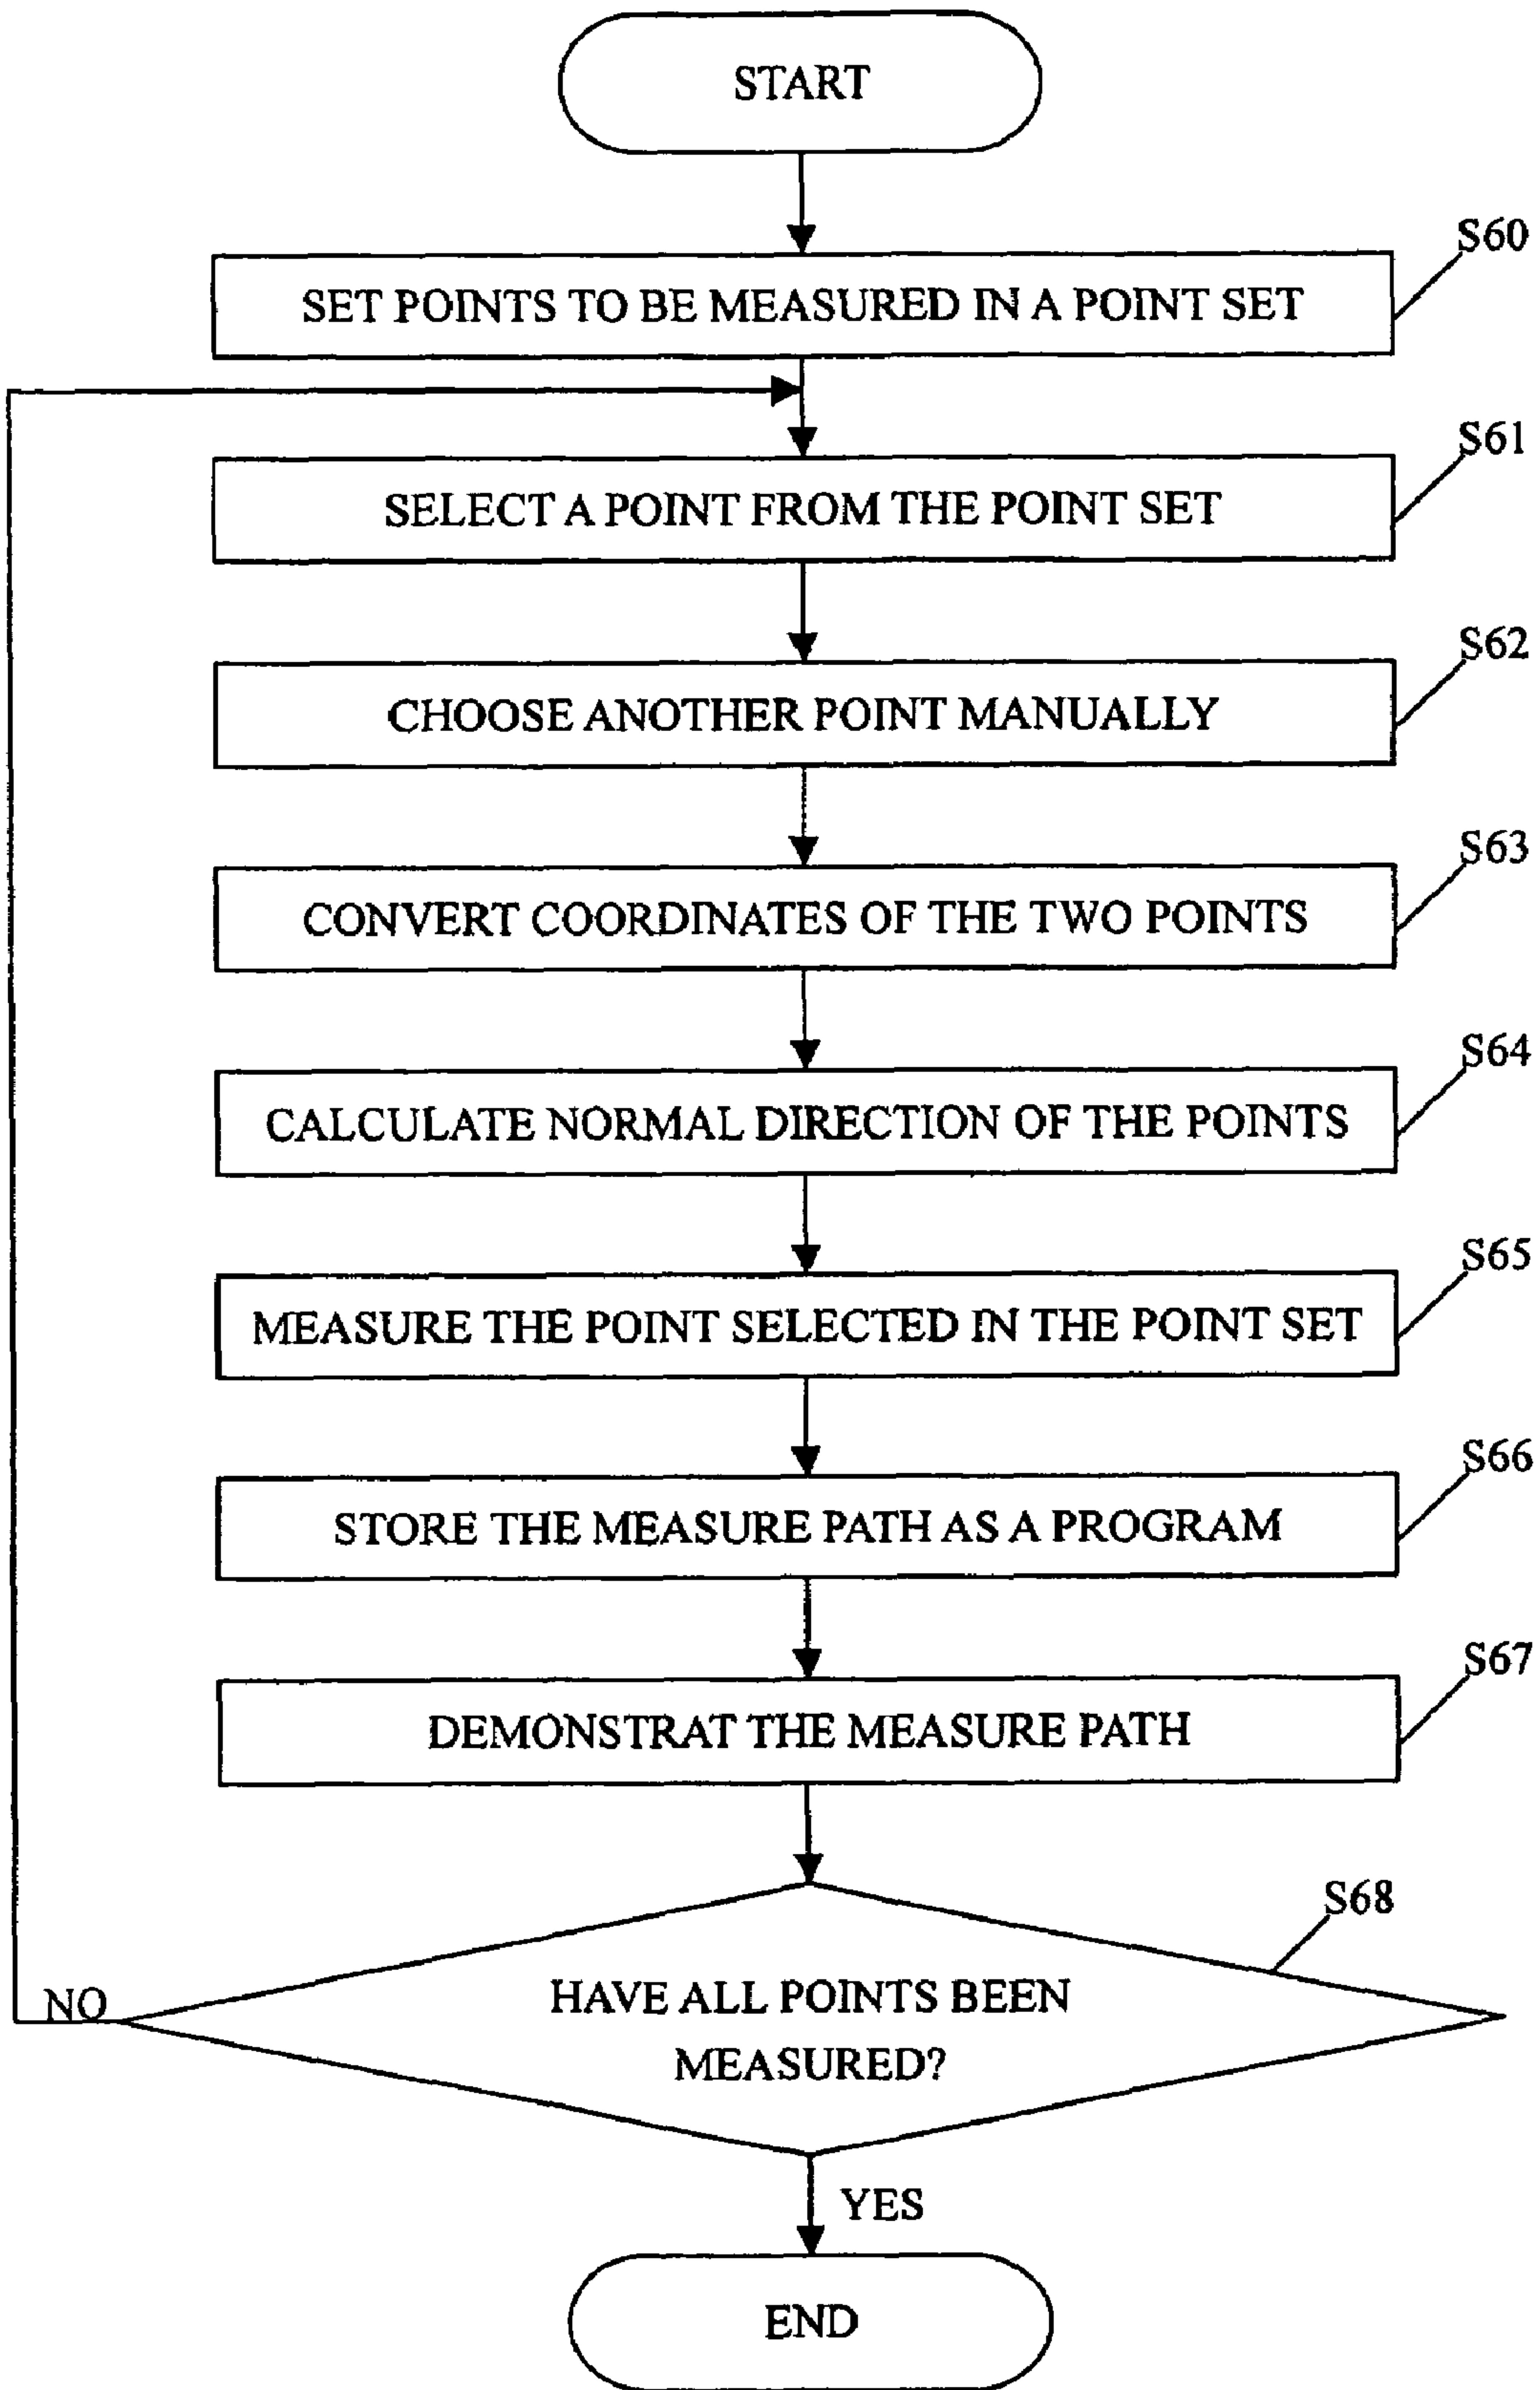 START
S60
SET POINTS TO BE MEASURED IN A POINT SET
S61
SELECT A POINT FROM THE POINT SET
S62
CHOOSE ANOTHER POINT MANUALLY
S63
CONVERT COORDINATES OF THE TWO POINTS
S64
CALCULATE NORMAL DIRECTION OF THE POINTS
S65
MEASURE THE POINT SELECTED IN THE POINT SET
S66
STORE THE MEASURE PATH AS A PROGRAM
S67
DEMONSTRAT THE MEASURE PATH
S68
HAVE ALL POINTS BEEN
MEASURED?
NO
YES
END